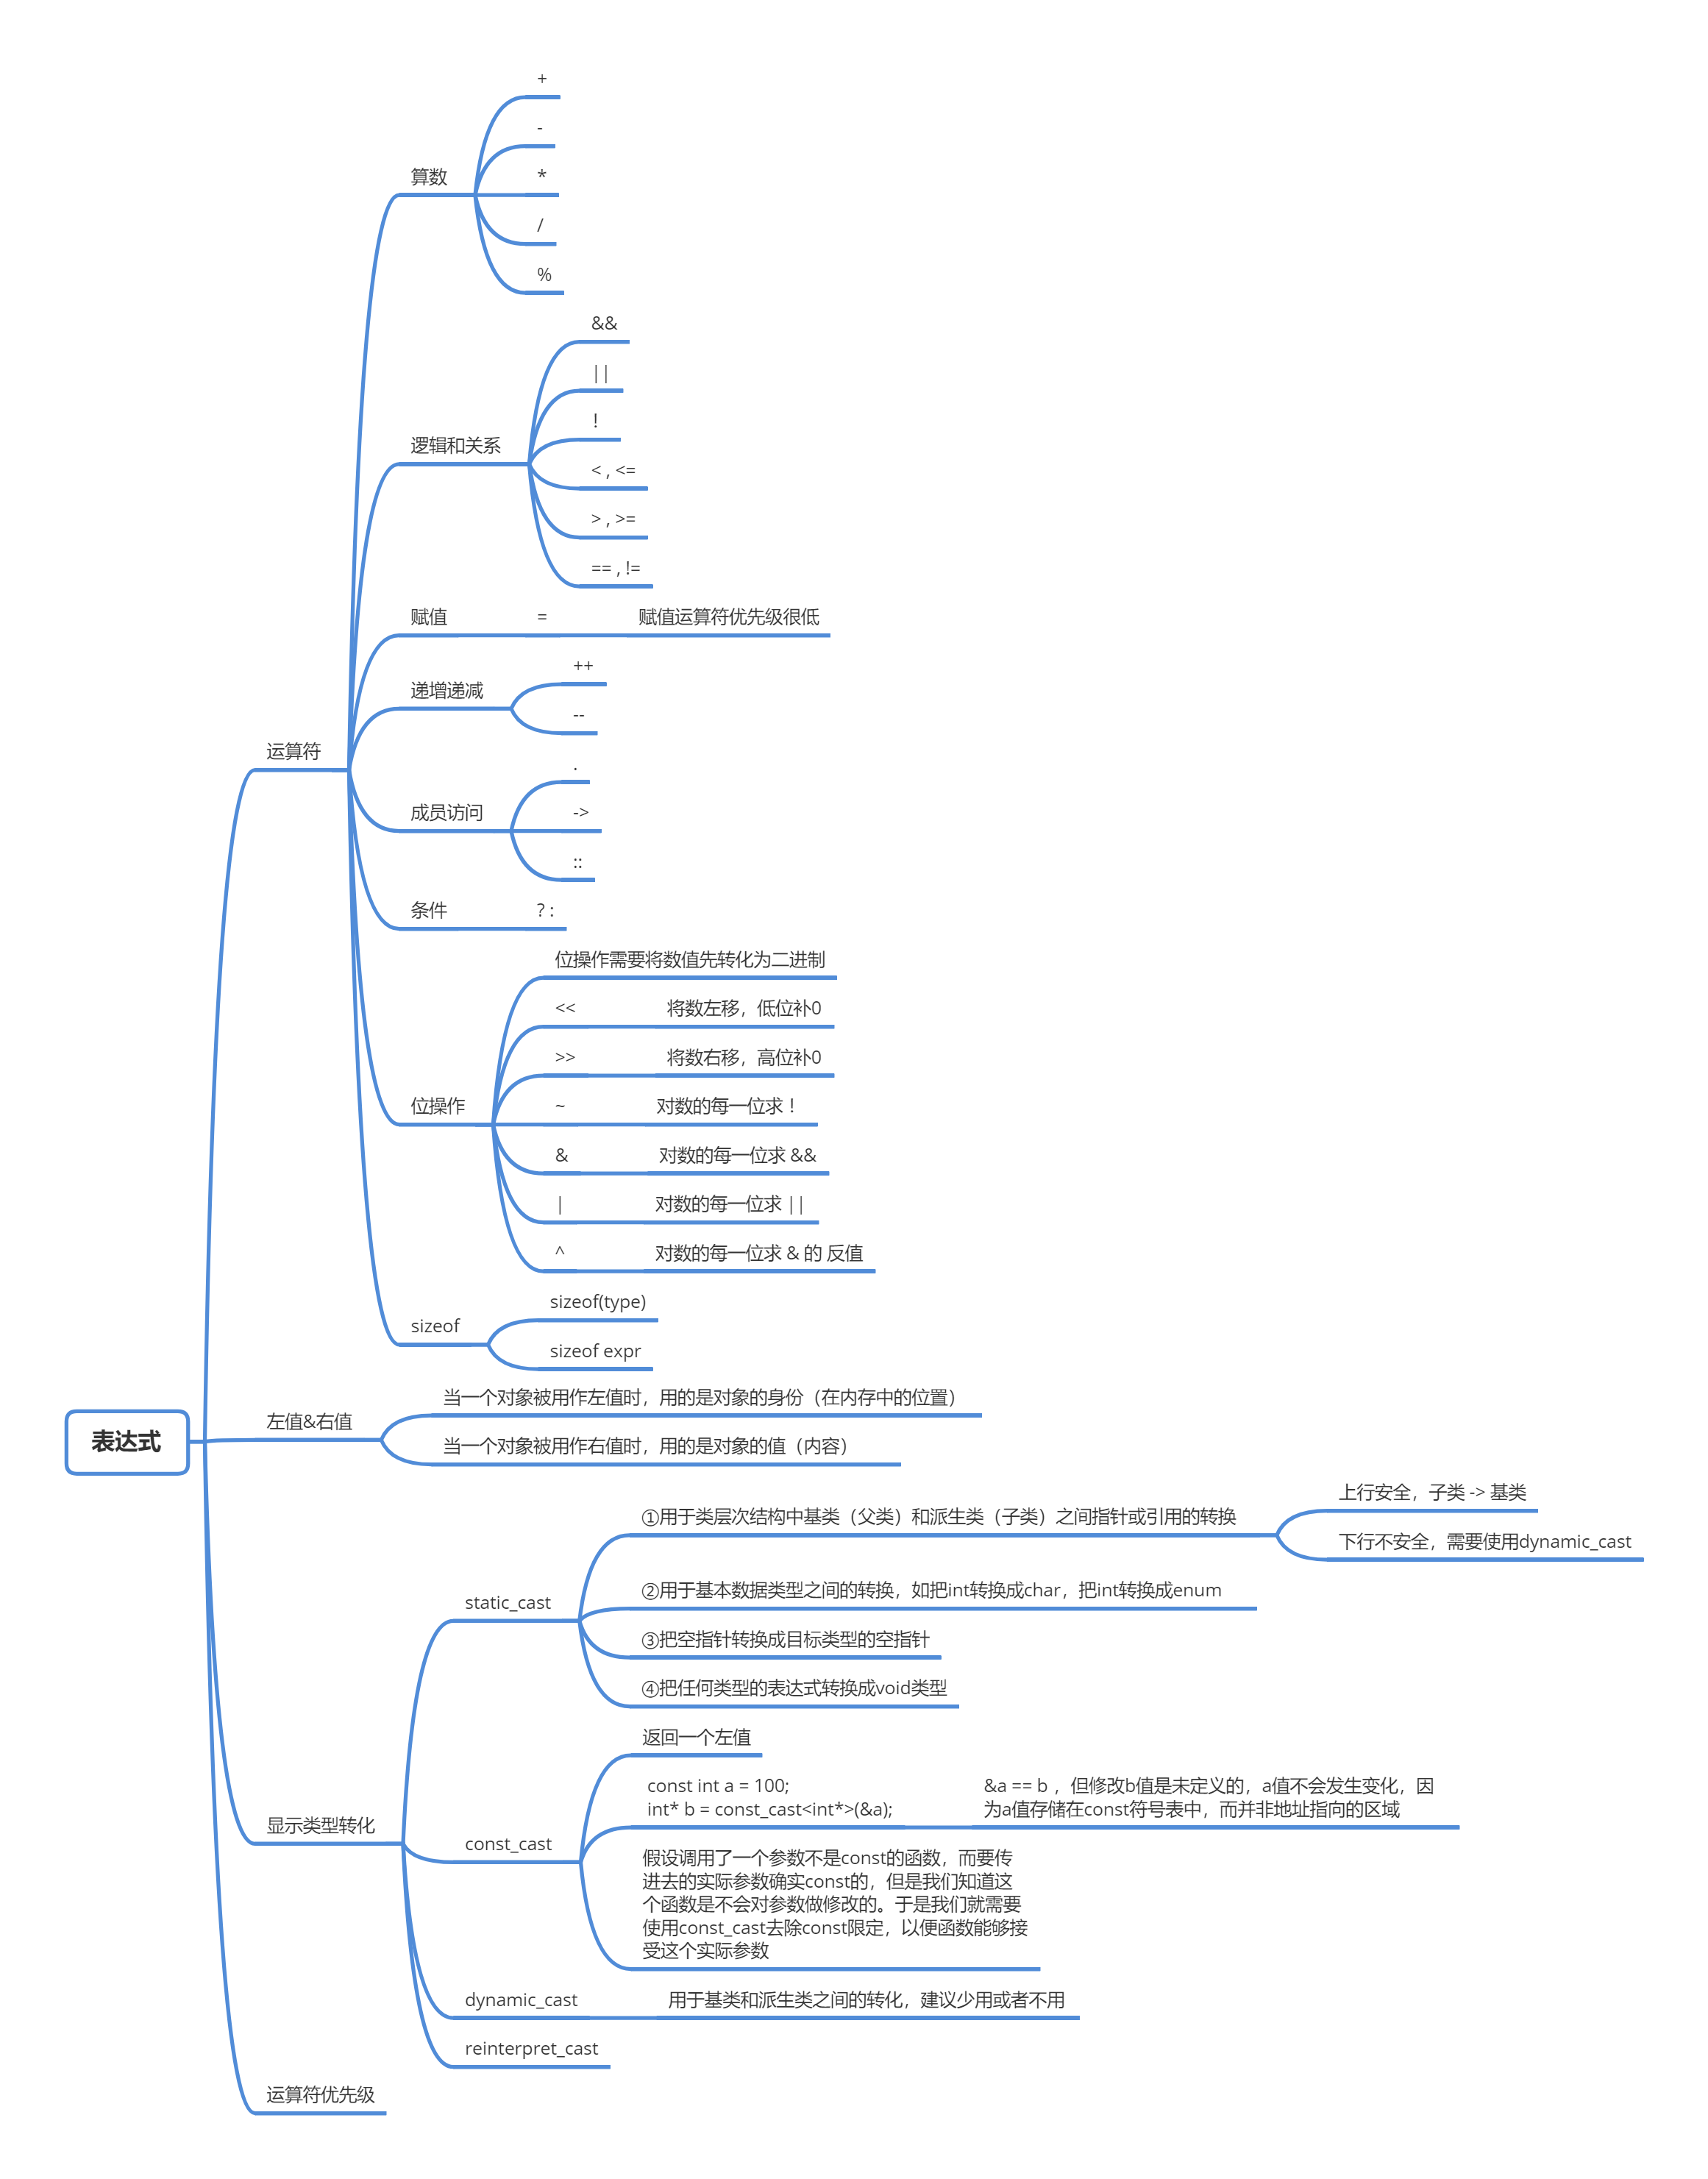 表达式
运算符
算数
+
-
*
/
%
逻辑和关系
&&
||
!
< , <=
> , >=
== , !=
赋值
=
赋值运算符优先级很低
递增递减
++
--
成员访问
.
->
::
条件
? :
位操作
位操作需要将数值先转化为二进制
<<
将数左移，低位补0
>>
将数右移，高位补0
~
对数的每一位求 !
&
对数的每一位求 &&
|
对数的每一位求 ||
^
对数的每一位求 & 的 反值
sizeof
sizeof(type)
sizeof expr
左值&右值
当一个对象被用作左值时，用的是对象的身份（在内存中的位置）
当一个对象被用作右值时，用的是对象的值（内容）
显示类型转化
static_cast
①用于类层次结构中基类（父类）和派生类（子类）之间指针或引用的转换
上行安全，子类 -> 基类
下行不安全，需要使用dynamic_cast
②用于基本数据类型之间的转换，如把int转换成char，把int转换成enum
③把空指针转换成目标类型的空指针
④把任何类型的表达式转换成void类型
const_cast
返回一个左值
const int a = 100;
int* b = const_cast<int*>(&a);
&a == b ，但修改b值是未定义的，a值不会发生变化，因
为a值存储在const符号表中，而并非地址指向的区域
假设调用了一个参数不是const的函数，而要传
进去的实际参数确实const的，但是我们知道这
个函数是不会对参数做修改的。于是我们就需要
使用const_cast去除const限定，以便函数能够接
受这个实际参数
dynamic_cast
用于基类和派生类之间的转化，建议少用或者不用
reinterpret_cast
运算符优先级